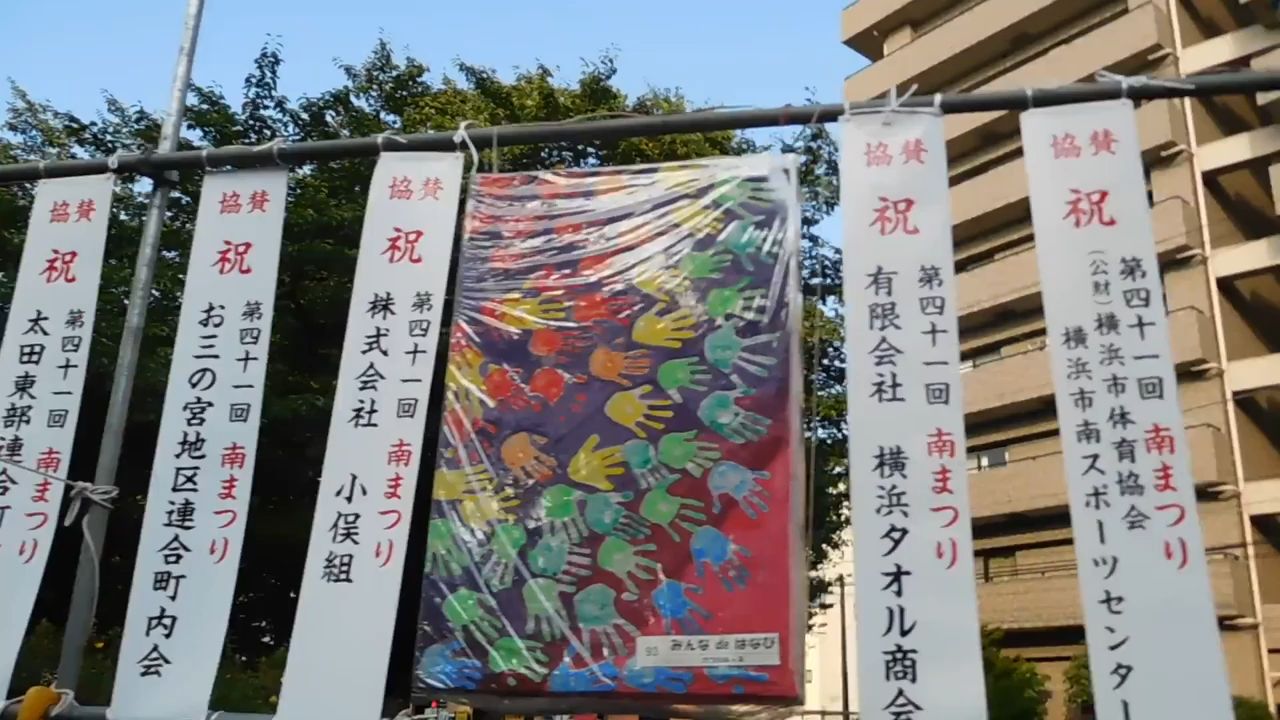 協賛
祝
第四十一回 南まつり
太田東部連合町
協賛
祝
第四十一回 南まつり
お三の宮地区連合町内会
協賛
祝
第四十一回 南まつり
株式会社 小俣組
93 みんな de はなび
協賛
祝
第四十一回 南まつり
有限会社 横浜タオル商会
協賛
祝
第四十一回 南まつり
(公財)横浜市体育協会
横浜市南スポーツセンター